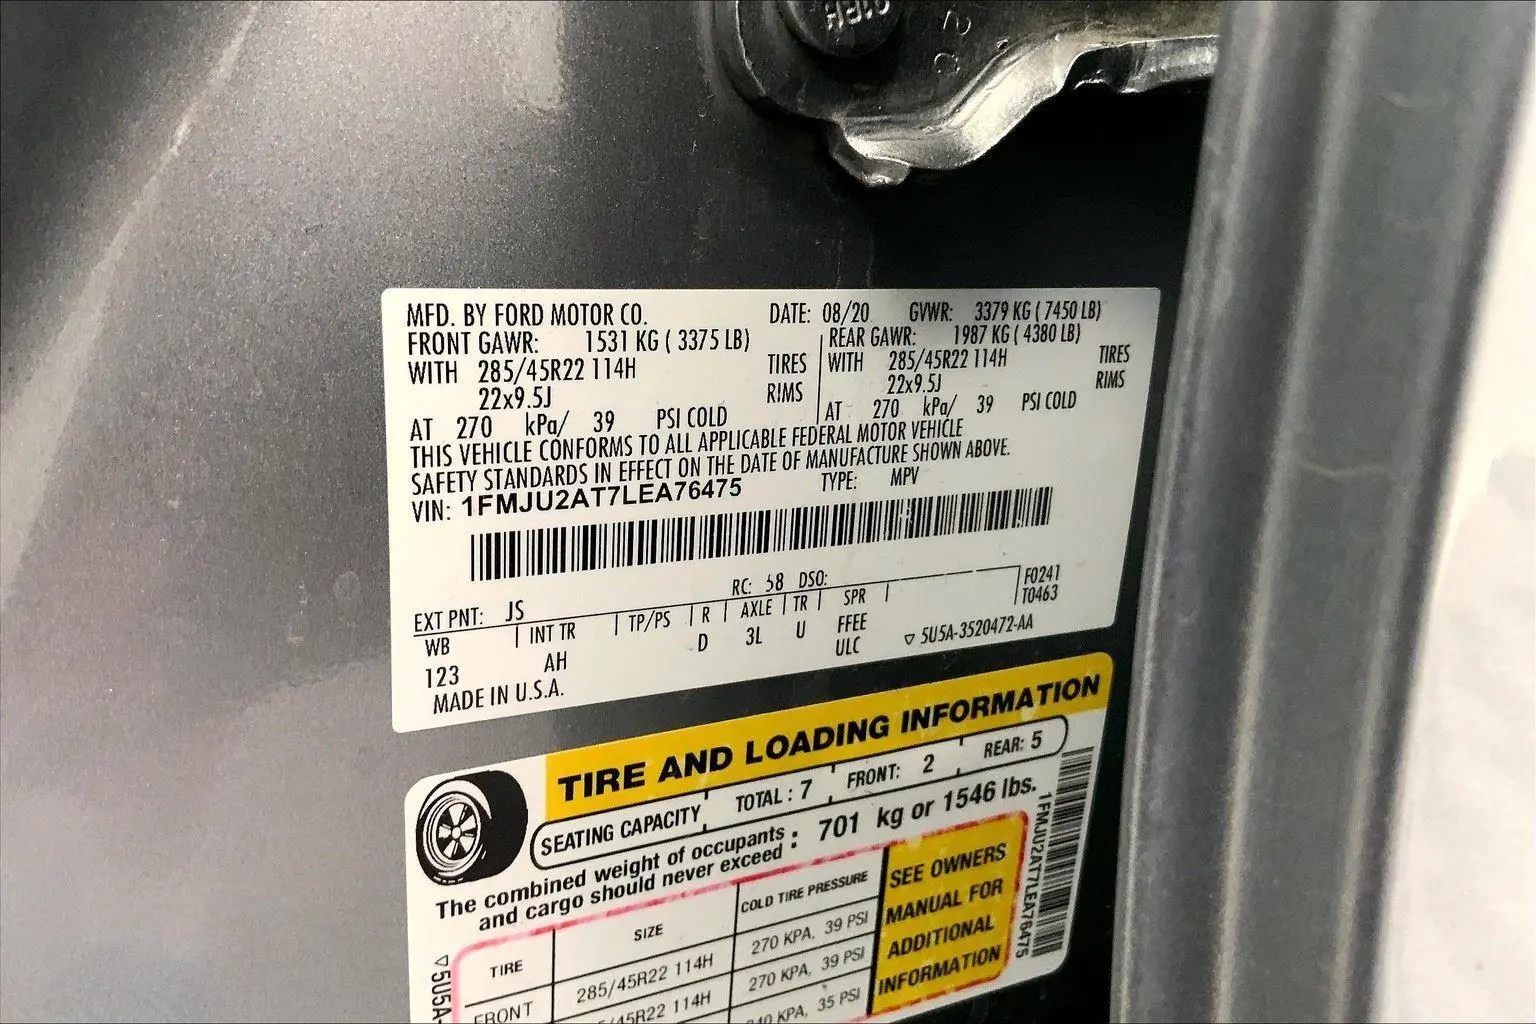 MFD. BY FORD MOTOR CO. DATE: 08/20 GVWR: 3379 KG ( 7450 LB)
FRONT GAWR: 1531 KG ( 3375 LB) REAR GAWR: 1987 KG ( 4380 LB)
WITH 285/45R22 114H TIRES WITH 285/45R22 114H TIRES
22x9.5J RIMS 22x9.5J RIMS
AT 270 kPa/ 39 PSI COLD AT 270 kPa/ 39 PSI COLD
THIS VEHICLE CONFORMS TO ALL APPLICABLE FEDERAL MOTOR VEHICLE
SAFETY STANDARDS IN EFFECT ON THE DATE OF MANUFACTURE SHOWN ABOVE.
VIN: 1FMJU2AT7LEA76475 TYPE: MPV
EXT PNT: JS RC: 58 DSO: F0241
WB INT TR TP/PS R AXLE TR SPR T0463
123 AH D 3L U FFEE
ULC ▽ 5U5A-3520472-AA
MADE IN U.S.A.
TIRE AND LOADING INFORMATION
SEATING CAPACITY TOTAL : 7 FRONT: 2 REAR: 5
The combined weight of occupants
and cargo should never exceed : 701 kg or 1546 lbs.
TIRE SIZE COLD TIRE PRESSURE
FRONT 285/45R22 114H 270 KPA, 39 PSI
/45R22 114H 270 KPA, 39 PSI
KPA, 35 PSI
SEE OWNERS
MANUAL FOR
ADDITIONAL
INFORMATION
1FMJU2AT7LEA76475
▽5U5A-